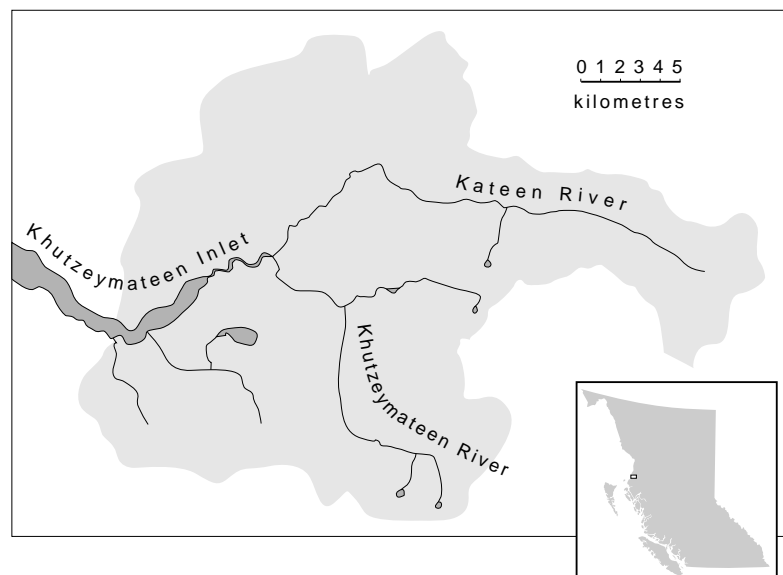 0 1 2 3 4 5
kilometres
Kateen River
Khutzeymateen Inlet
Khutzeymateen River